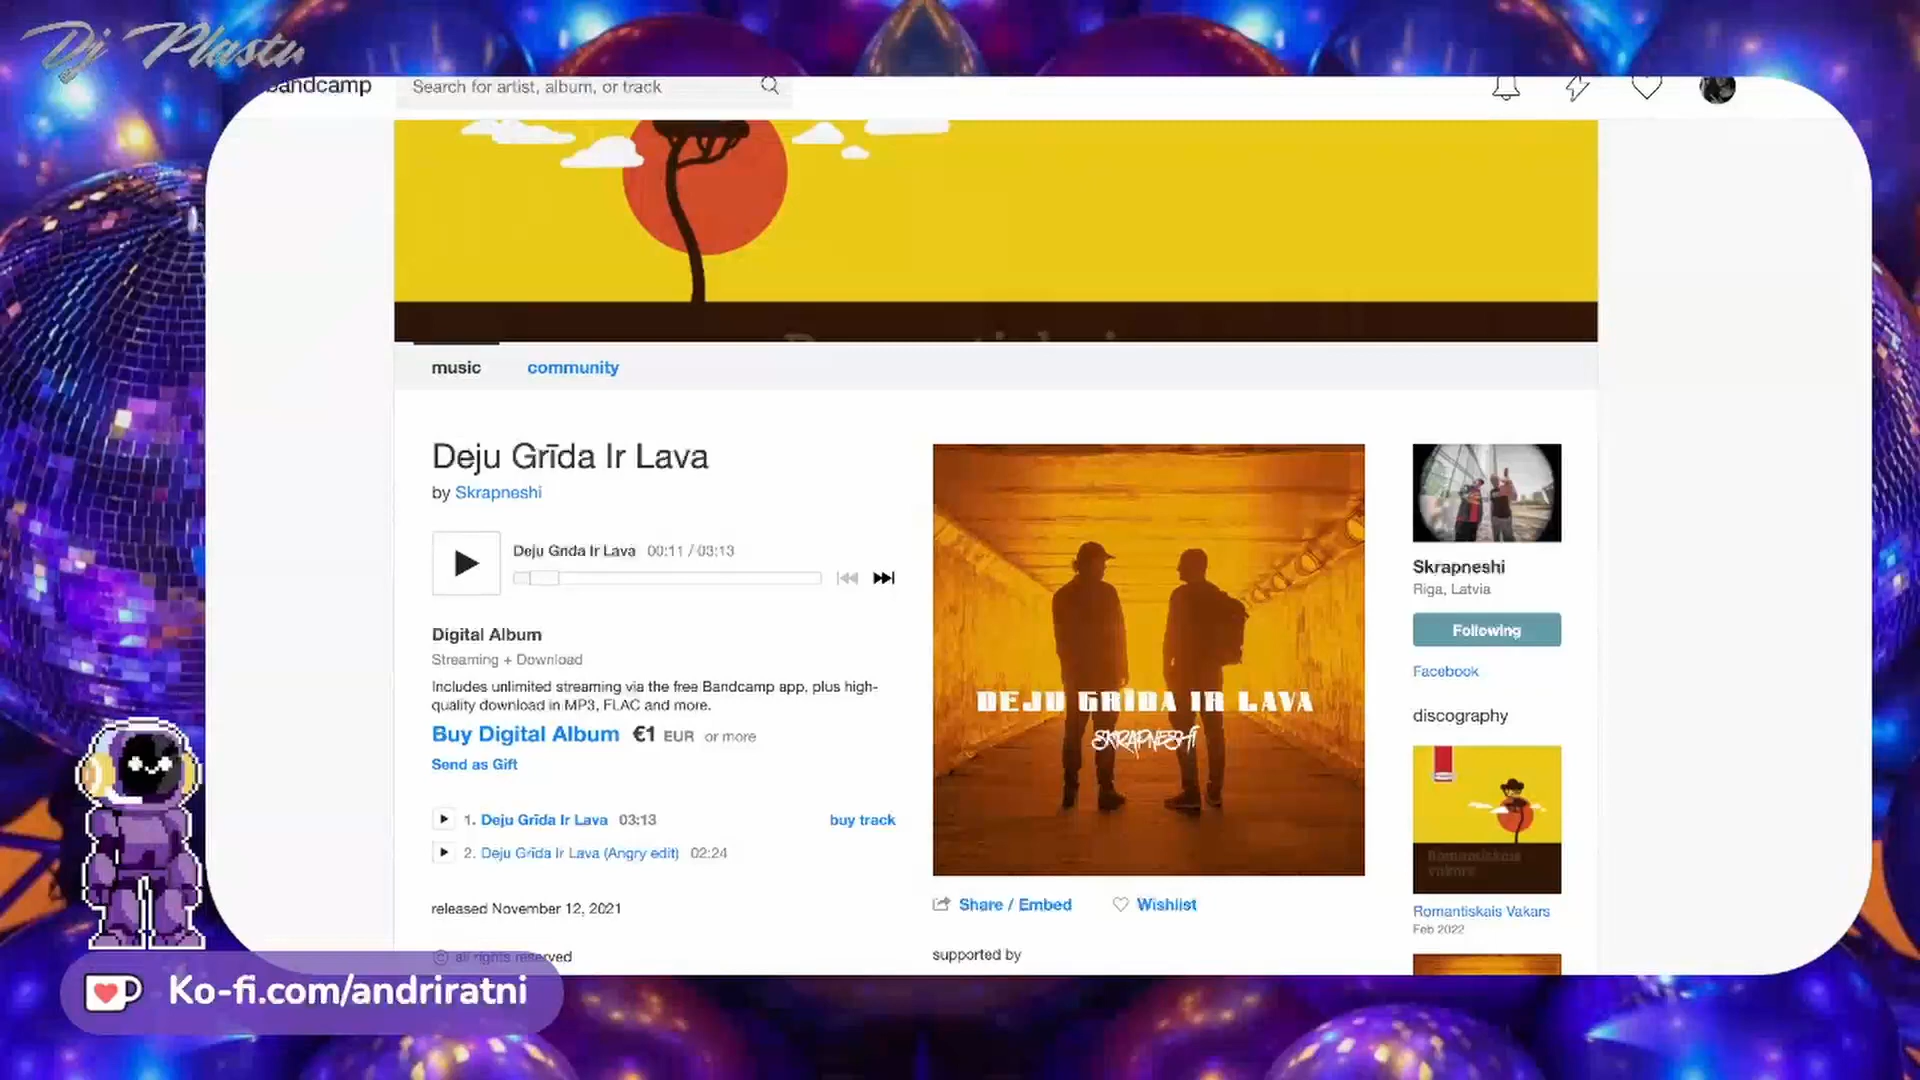 Dj Plastu
bandcamp
Search for artist, album, or track
music
community
Deju Grīda Ir Lava
by Skrapneshi
Deju Grīda Ir Lava 00:11 / 03:13
Digital Album
Streaming + Download
Includes unlimited streaming via the free Bandcamp app, plus high-
quality download in MP3, FLAC and more.
Buy Digital Album €1 EUR or more
Send as Gift
1. Deju Grīda Ir Lava 03:13 buy track
2. Deju Grīda Ir Lava (Angry edit) 02:24
released November 12, 2021
© all rights reserved
DEJU GRĪDA IR LAVA
SKRAPNESHI
Share / Embed
Wishlist
supported by
Skrapneshi
Riga, Latvia
Following
Facebook
discography
Romantiskais
vakars
Romantiskais Vakars
Feb 2022
Ko-fi.com/andriratni